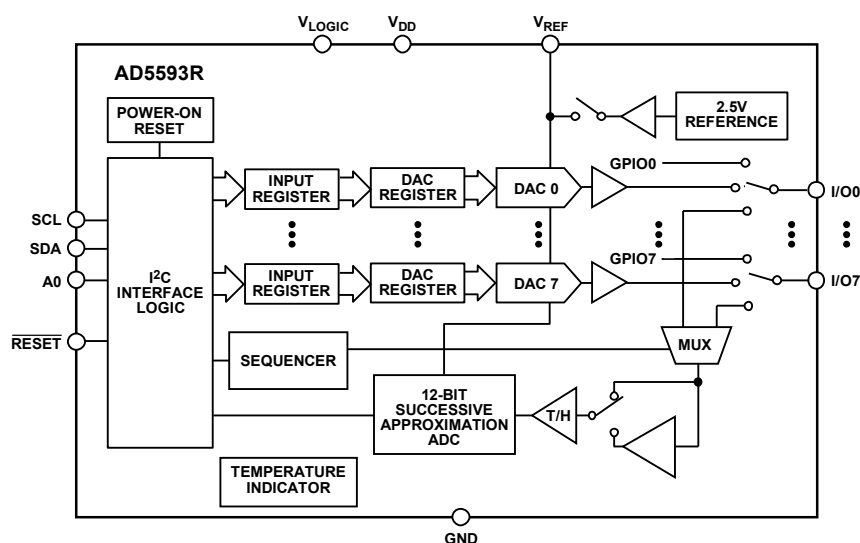 VLOGIC
VDD
VREF
AD5593R
POWER-ON
RESET
2.5V
REFERENCE
GPIO0
INPUT
REGISTER
DAC
REGISTER
DAC 0
I/O0
SCL
SDA
A0
RESET
I2C
INTERFACE
LOGIC
GPIO7
INPUT
REGISTER
DAC
REGISTER
DAC 7
I/O7
SEQUENCER
MUX
12-BIT
SUCCESSIVE
APPROXIMATION
ADC
T/H
TEMPERATURE
INDICATOR
GND